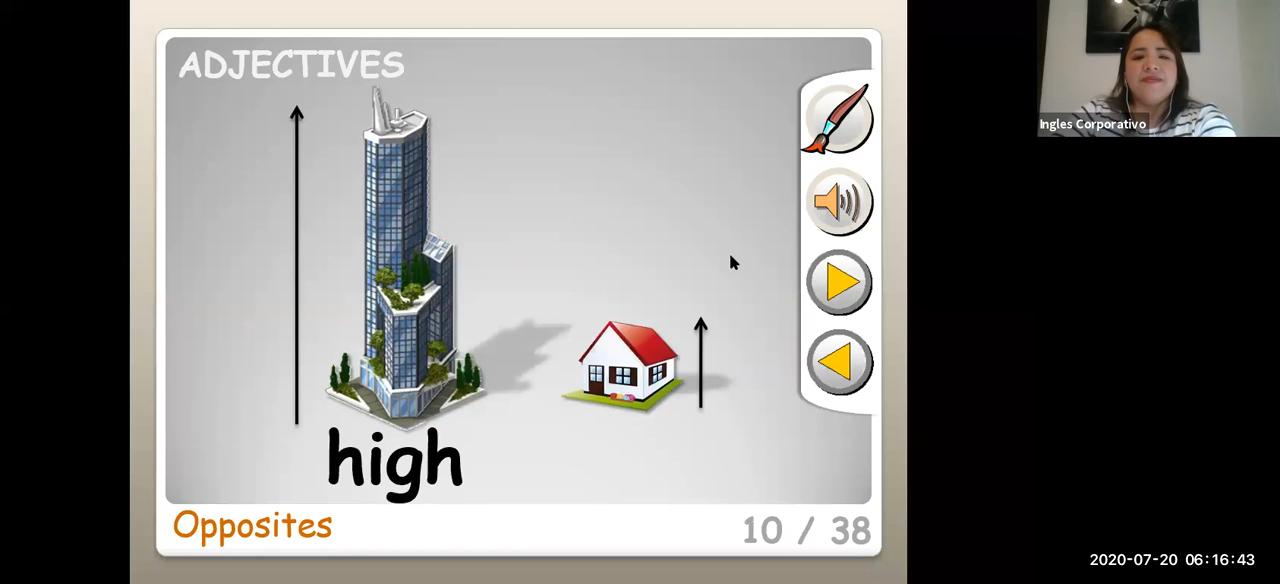 ADJECTIVES
high
Opposites
10 / 38
Ingles Corporativo
2020-07-20 06:16:43